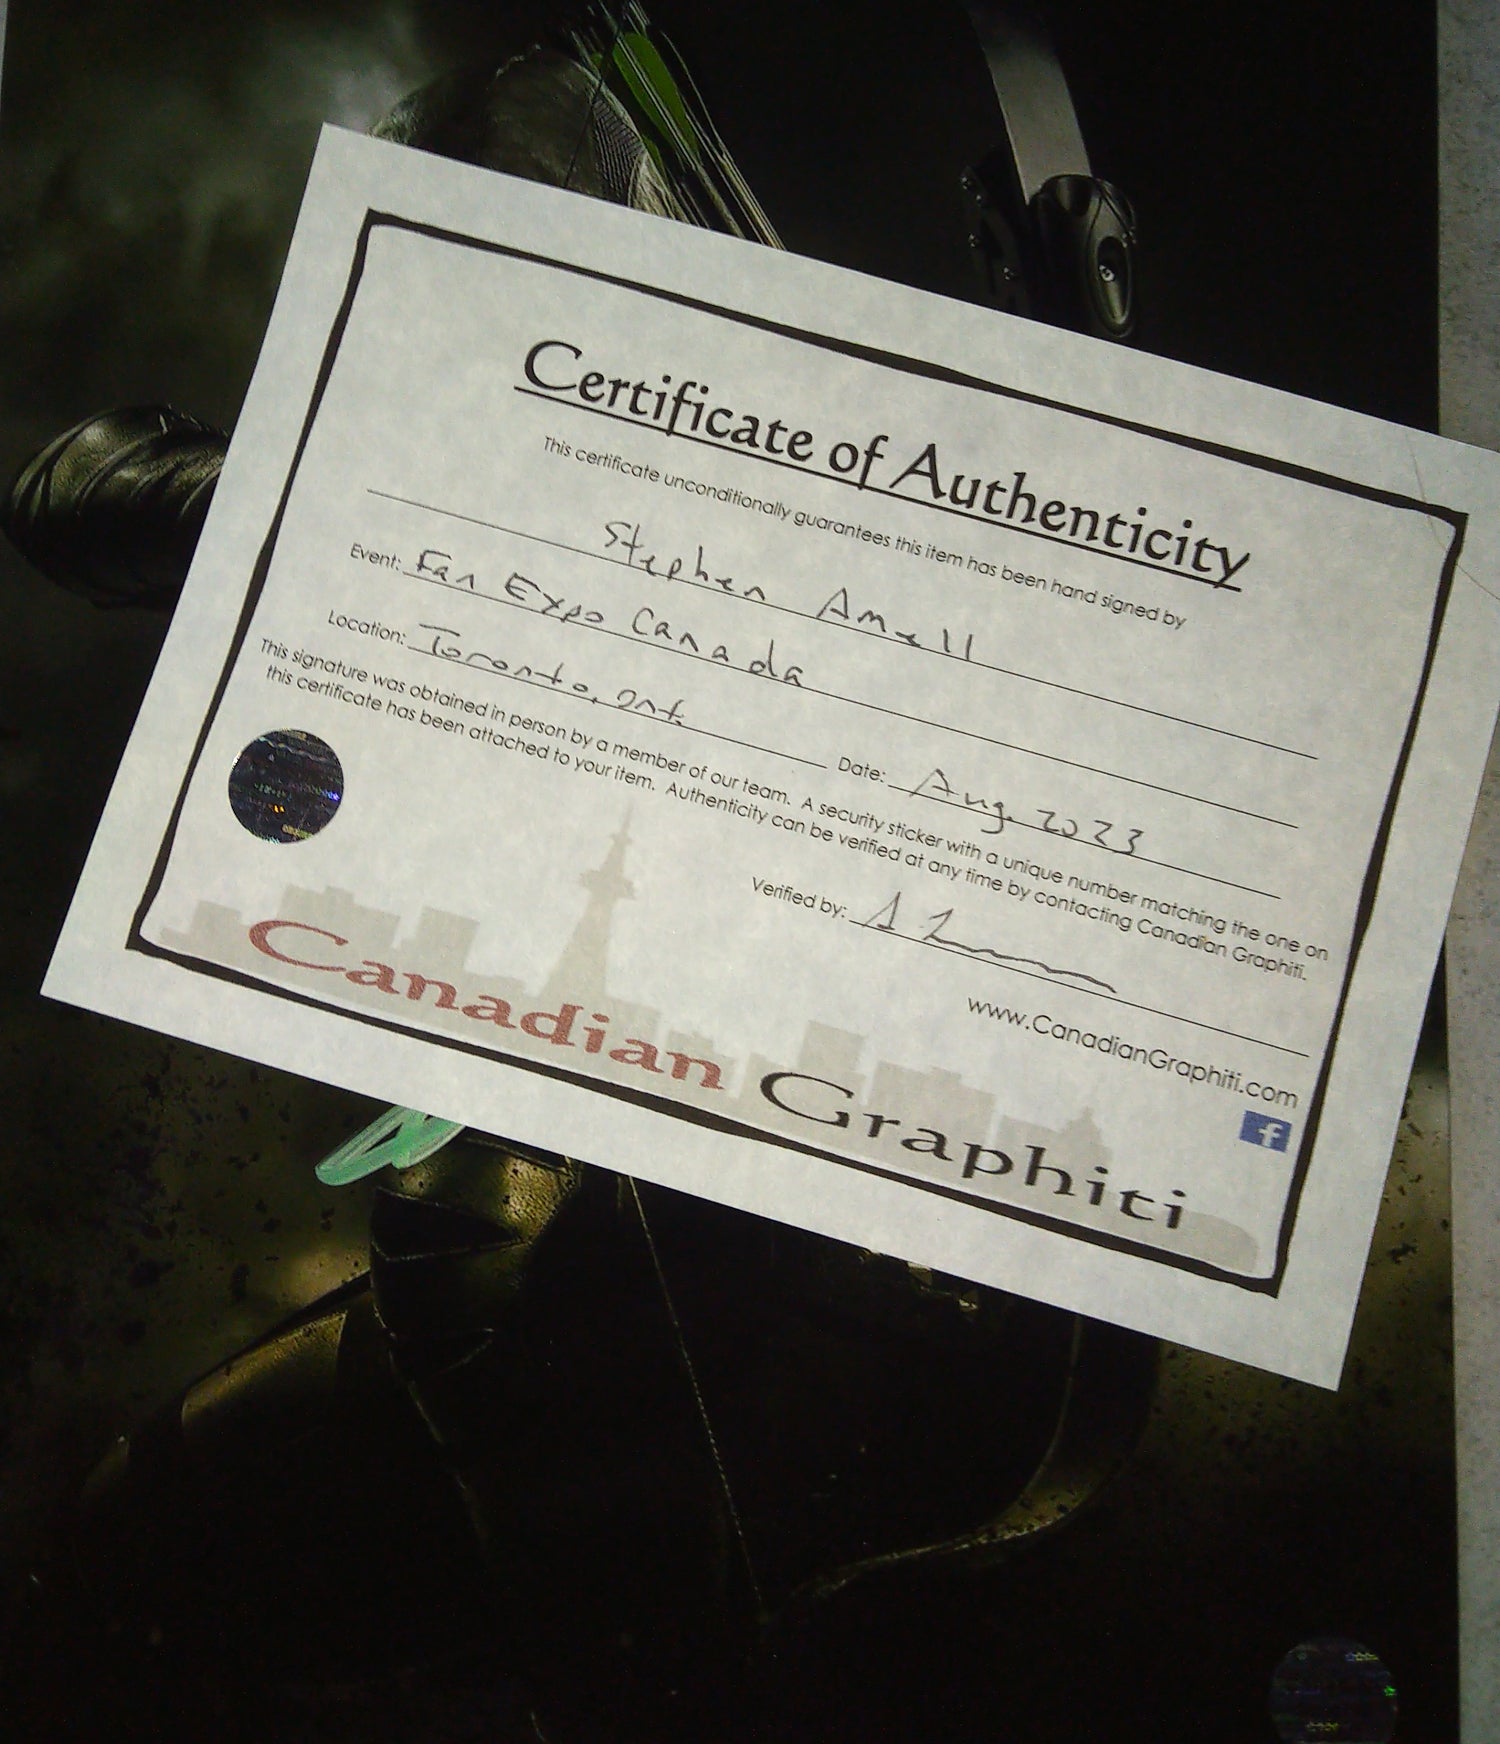 Certificate of Authenticity
This certificate unconditionally guarantees this item has been hand signed by
Stephen Amell
Event: Fan Expo Canada
Location: Toronto, Ont. Date: Aug. 2023
This signature was obtained in person by a member of our team. A security sticker with a unique number matching the one on
this certificate has been attached to your item. Authenticity can be verified at any time by contacting Canadian Graphiti.
Verified by:
www.CanadianGraphiti.com
f
Canadian Graphiti